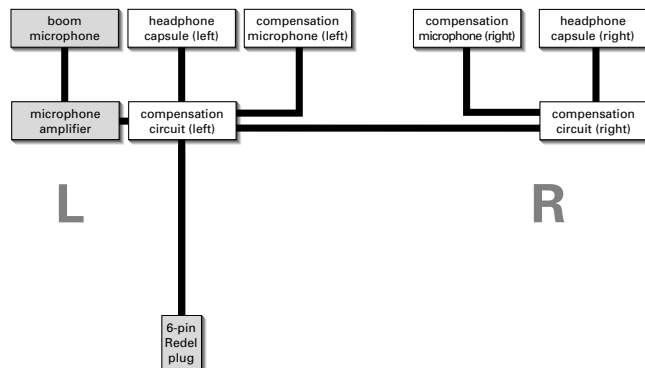 boom
microphone
headphone
capsule (left)
compensation
microphone (left)
compensation
microphone (right)
headphone
capsule (right)
microphone
amplifier
compensation
circuit (left)
compensation
circuit (right)
L
R
6-pin
Redel
plug